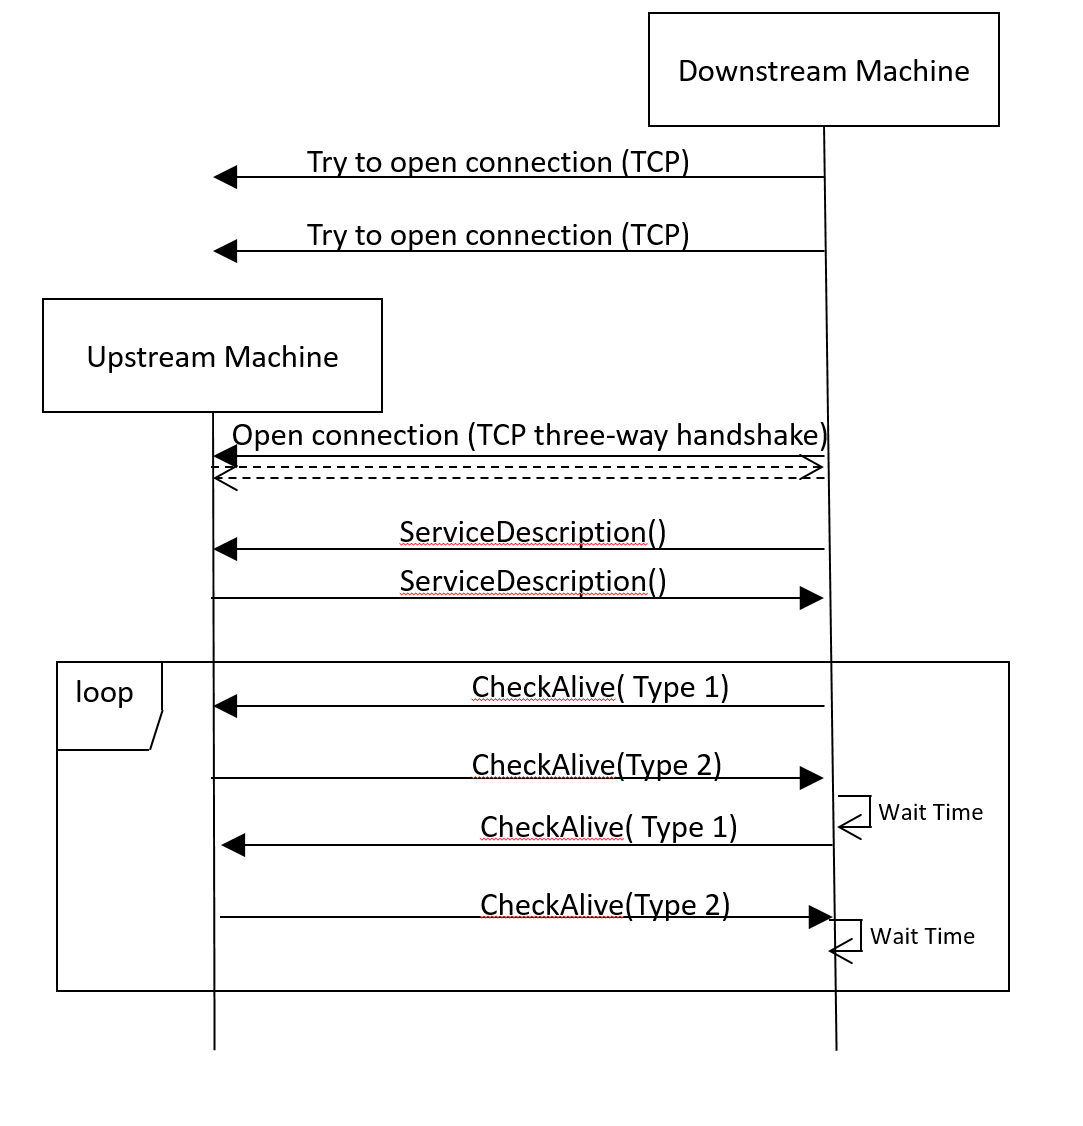 Downstream Machine
Try to open connection (TCP)
Try to open connection (TCP)
Upstream Machine
Open connection (TCP three-way handshake)
ServiceDescription()
ServiceDescription()
loop
CheckAlive( Type 1)
CheckAlive(Type 2)
Wait Time
CheckAlive( Type 1)
CheckAlive(Type 2)
Wait Time